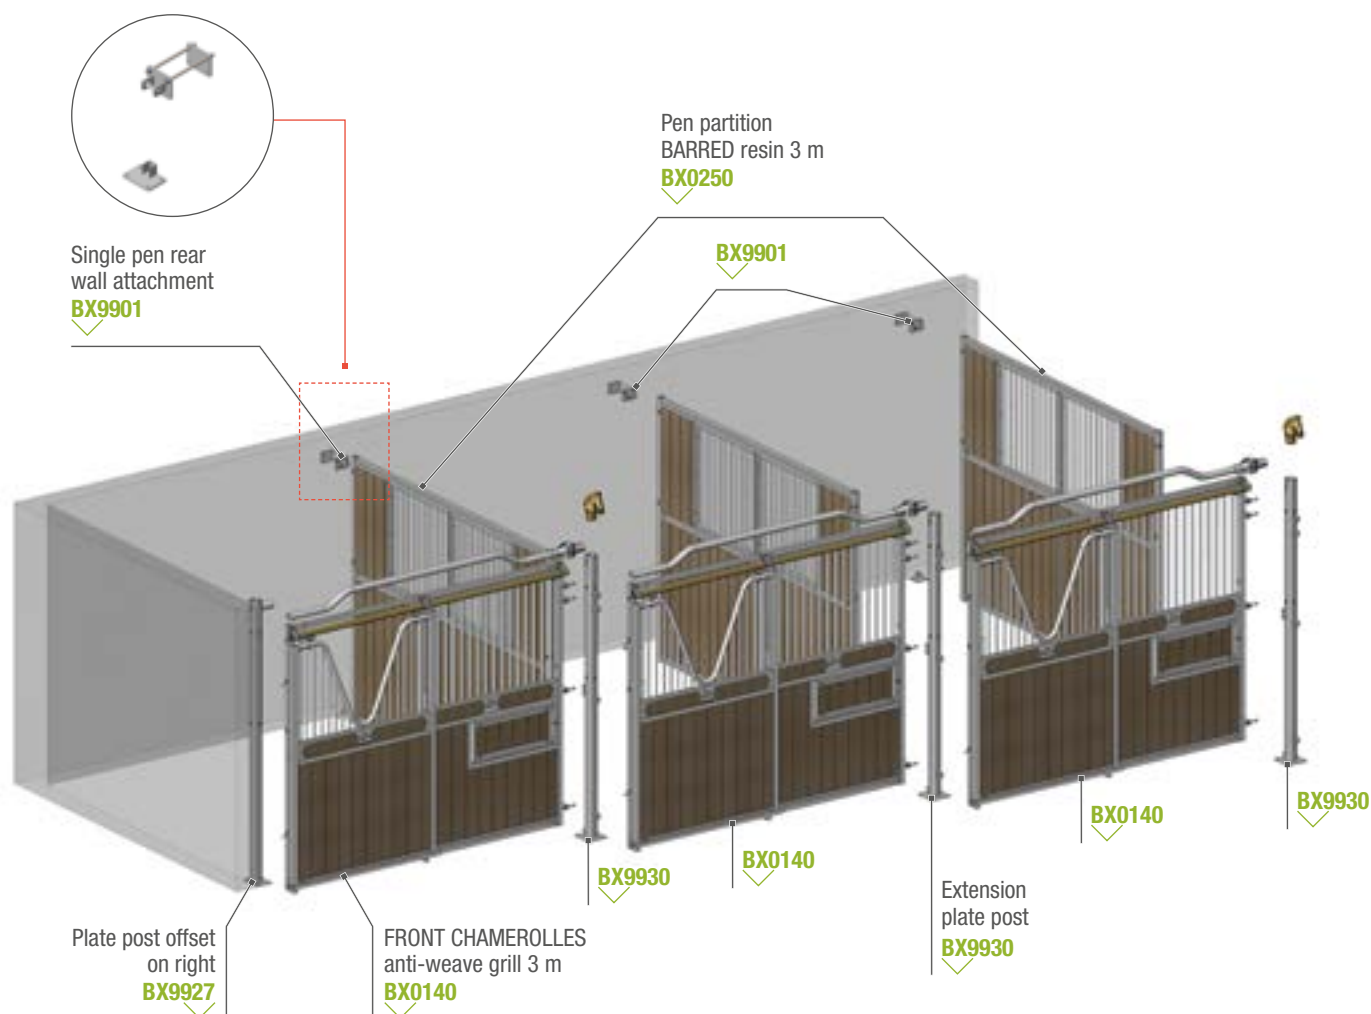 Pen partition
BARRED resin 3 m
BX0250
Single pen rear
wall attachment
BX9901
BX9901
BX9930
BX0140
BX0140
BX9930
Extension
plate post
BX9930
Plate post offset
on right
BX9927
FRONT CHAMEROLLES
anti-weave grill 3 m
BX0140